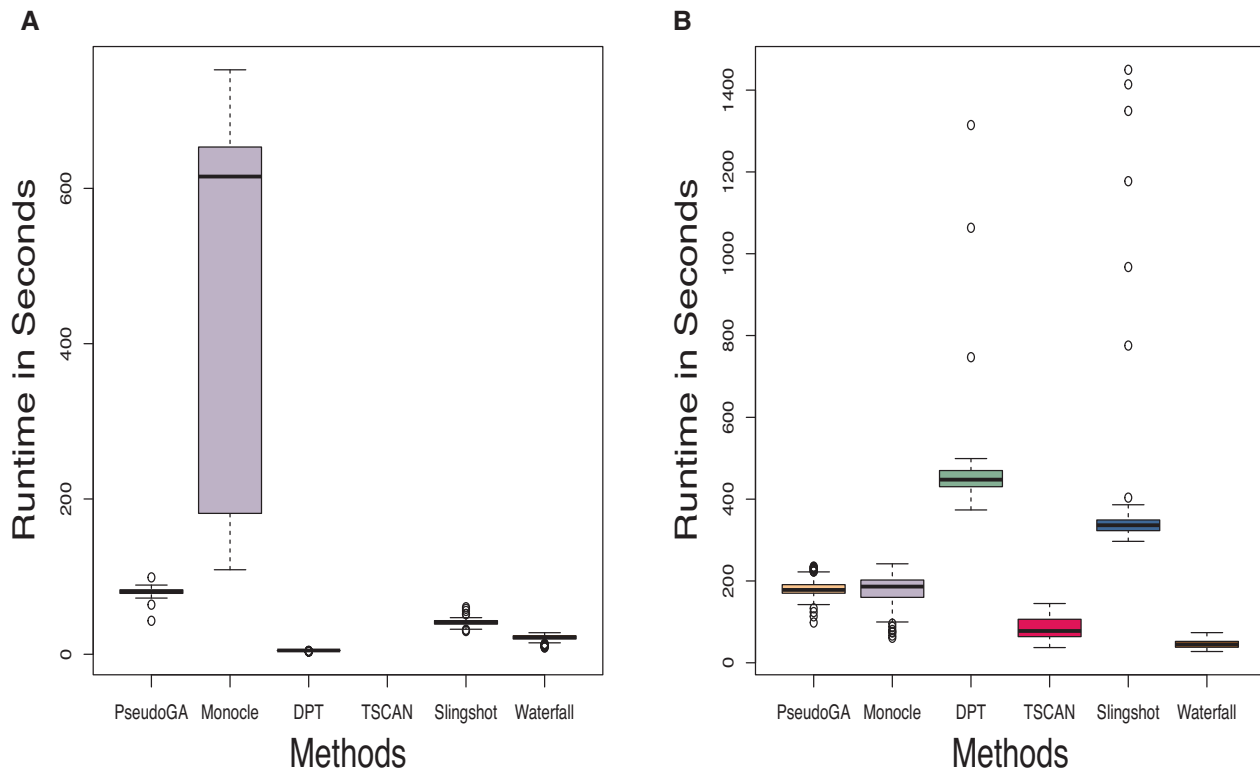 A
Runtime in Seconds
600
400
200
0
PseudoGA Monocle DPT TSCAN Slingshot Waterfall
Methods
B
Runtime in Seconds
1400
1200
1000
800
600
400
200
0
PseudoGA Monocle DPT TSCAN Slingshot Waterfall
Methods